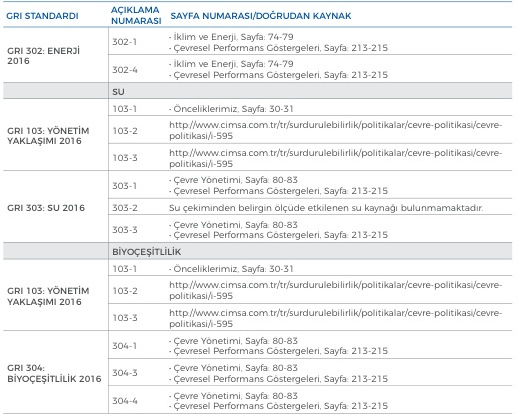 GRI STANDARDI AÇIKLAMA NUMARASI SAYFA NUMARASI/DOĞRUDAN KAYNAK
GRI 302: ENERJİ 2016
302-1
- İklim ve Enerji, Sayfa: 74-79
- Çevresel Performans Göstergeleri, Sayfa: 213-215
302-4
- İklim ve Enerji, Sayfa: 74-79
- Çevresel Performans Göstergeleri, Sayfa: 213-215
SU
GRI 103: YÖNETİM YAKLAŞIMI 2016
103-1 - Önceliklerimiz, Sayfa: 30-31
103-2
http://www.cimsa.com.tr/tr/surdurulebilirlik/politikalar/cevre-politikasi/cevre-
politikasi/i-595
103-3
http://www.cimsa.com.tr/tr/surdurulebilirlik/politikalar/cevre-politikasi/cevre-
politikasi/i-595
GRI 303: SU 2016
303-1
- Çevre Yönetimi, Sayfa: 80-83
- Çevresel Performans Göstergeleri, Sayfa: 213-215
303-2 Su çekiminden belirgin ölçüde etkilenen su kaynağı bulunmamaktadır.
303-3
- Çevre Yönetimi, Sayfa: 80-83
- Çevresel Performans Göstergeleri, Sayfa: 213-215
BİYOÇEŞİTLİLİK
GRI 103: YÖNETİM YAKLAŞIMI 2016
103-1 - Önceliklerimiz, Sayfa: 30-31
103-2
http://www.cimsa.com.tr/tr/surdurulebilirlik/politikalar/cevre-politikasi/cevre-
politikasi/i-595
103-3
http://www.cimsa.com.tr/tr/surdurulebilirlik/politikalar/cevre-politikasi/cevre-
politikasi/i-595
GRI 304: BİYOÇEŞİTLİLİK 2016
304-1
- Çevre Yönetimi, Sayfa: 80-83
- Çevresel Performans Göstergeleri, Sayfa: 213-215
304-3
- Çevre Yönetimi, Sayfa: 80-83
- Çevresel Performans Göstergeleri, Sayfa: 213-215
304-4
- Çevre Yönetimi, Sayfa: 80-83
- Çevresel Performans Göstergeleri, Sayfa: 213-215